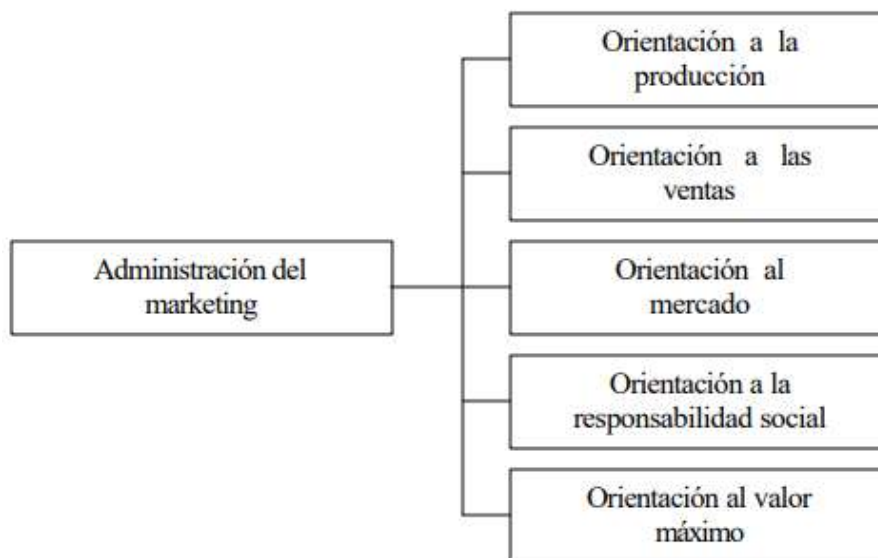 Orientación a la
producción
Orientación a las
ventas
Administración del
marketing
Orientación al
mercado
Orientación a la
responsabilidad social
Orientación al valor
máximo